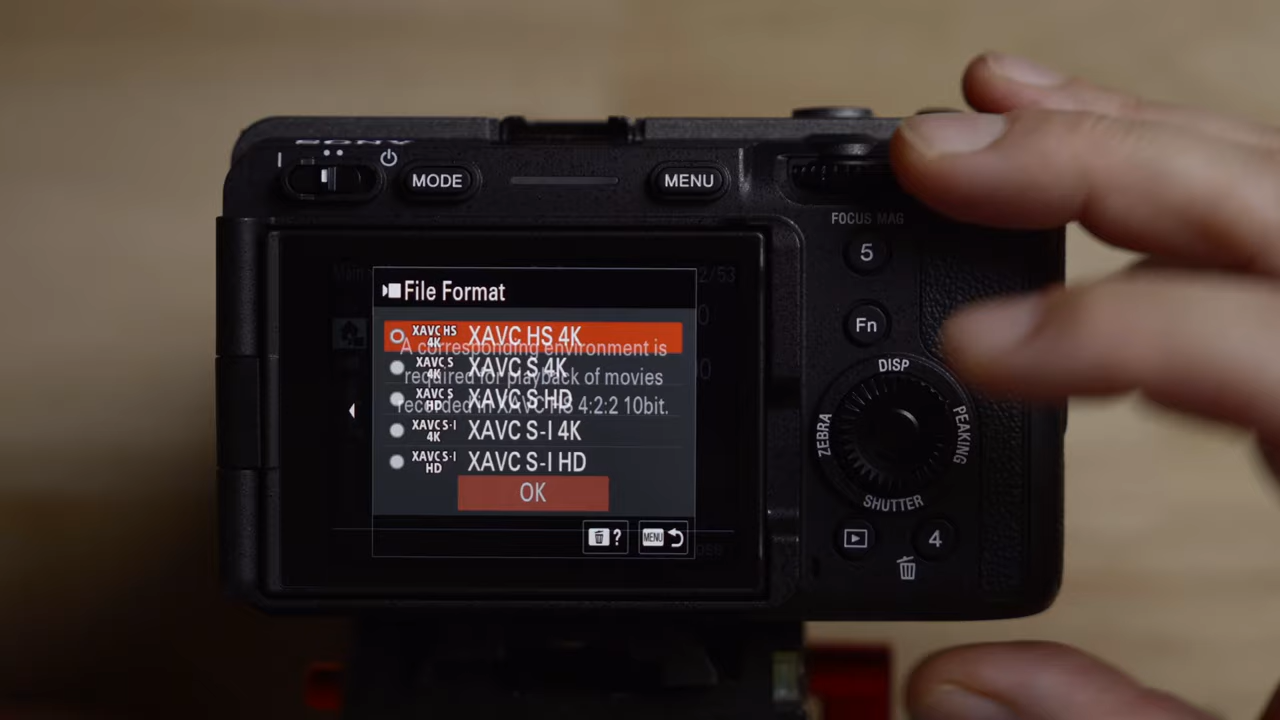 SONY
MODE
MENU
FOCUS MAG
5
Fn
DISP
ZEBRA
PEAKING
SHUTTER
4
File Format
XAVC HS 4K XAVC HS 4K
A corresponding environment is
XAVC S 4K XAVC S 4K
required for playback of movies
XAVC S HD XAVC S HD
recorded in XAVC HS 4:2:2 10bit.
XAVC S-I 4K XAVC S-I 4K
XAVC S-I HD XAVC S-I HD
OK
?
MENU